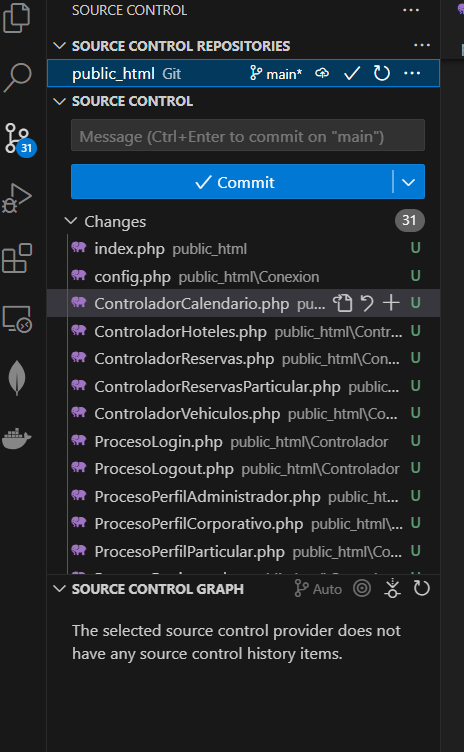 SOURCE CONTROL
SOURCE CONTROL REPOSITORIES
public_html Git main*
SOURCE CONTROL
31
Message (Ctrl+Enter to commit on "main")
Commit
Changes 31
index.php public_html U
config.php public_html\Conexion U
ControladorCalendario.php pu... U
ControladorHoteles.php public_html\Contr... U
ControladorReservas.php public_html\Con... U
ControladorReservasParticular.php public... U
ControladorVehiculos.php public_html\Co... U
ProcesoLogin.php public_html\Controlador U
ProcesoLogout.php public_html\Controlador U
ProcesoPerfilAdministrador.php public_ht... U
ProcesoPerfilCorporativo.php public_html\... U
ProcesoPerfilParticular.php public_html\Co... U
SOURCE CONTROL GRAPH Auto
The selected source control provider does not
have any source control history items.